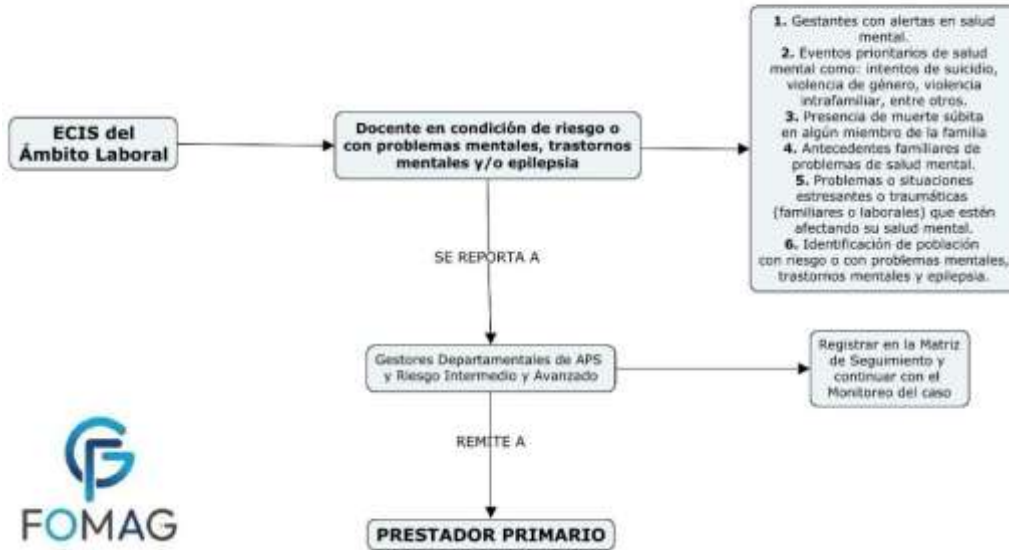 ECIS del
Ámbito Laboral
Docente en condición de riesgo o
con problemas mentales, trastornos
mentales y/o epilepsia
1. Gestantes con alertas en salud
mental.
2. Eventos prioritarios de salud
mental como: intentos de suicidio,
violencia de género, violencia
intrafamiliar, entre otros.
3. Presencia de muerte súbita
en algún miembro de la familia
4. Antecedentes familiares de
problemas de salud mental.
5. Problemas o situaciones
estresantes o traumáticas
(familiares o laborales) que estén
afectando su salud mental.
6. Identificación de población
con riesgo o con problemas mentales,
trastornos mentales y epilepsia.
SE REPORTA A
Gestores Departamentales de APS
y Riesgo Intermedio y Avanzado
Registrar en la Matriz
de Seguimiento y
continuar con el
Monitoreo del caso
REMITE A
PRESTADOR PRIMARIO
FOMAG